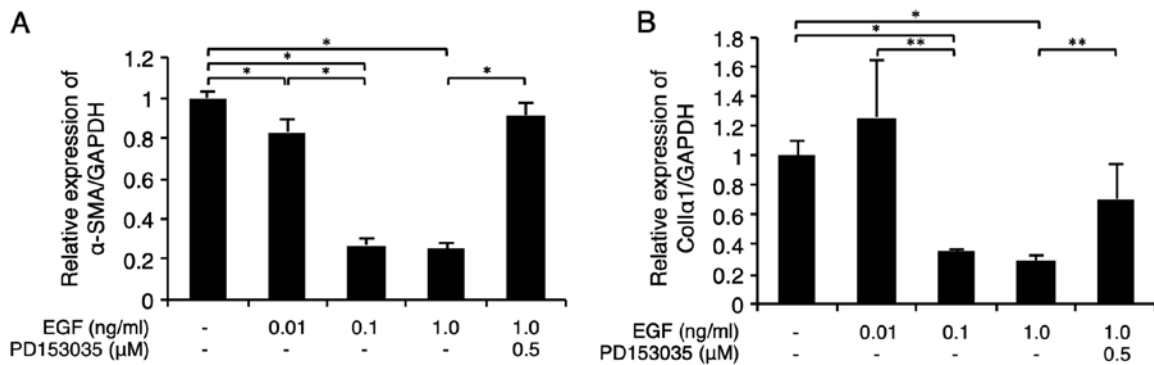 A
Relative expression of
α-SMA/GAPDH
1.2
1
0.8
0.6
0.4
0.2
0
* * * * *
EGF (ng/ml) - 0.01 0.1 1.0 1.0
PD153035 (μM) - - - - 0.5
B
Relative expression of
CollΙα1/GAPDH
1.8
1.6
1.4
1.2
1
0.8
0.6
0.4
0.2
0
* * ** **
EGF (ng/ml) - 0.01 0.1 1.0 1.0
PD153035 (μM) - - - - 0.5